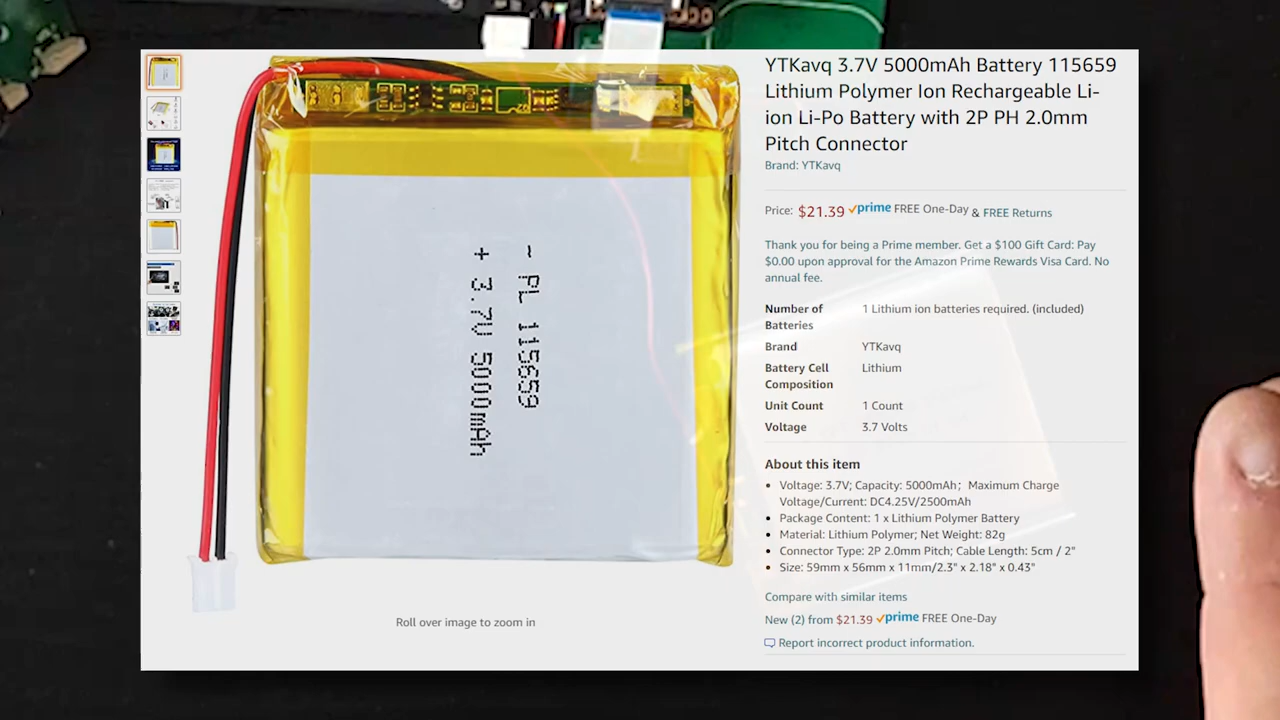 YTKavq 3.7V 5000mAh Battery 115659
Lithium Polymer Ion Rechargeable Li-
ion Li-Po Battery with 2P PH 2.0mm
Pitch Connector
Brand: YTKavq
Price: $21.39 prime FREE One-Day & FREE Returns
Thank you for being a Prime member. Get a $100 Gift Card: Pay
$0.00 upon approval for the Amazon Prime Rewards Visa Card. No
annual fee.
Number of Batteries 1 Lithium ion batteries required. (included)
Brand YTKavq
Battery Cell Composition Lithium
Unit Count 1 Count
Voltage 3.7 Volts
About this item
• Voltage: 3.7V; Capacity: 5000mAh; Maximum Charge
Voltage/Current: DC4.25V/2500mAh
• Package Content: 1 x Lithium Polymer Battery
• Material: Lithium Polymer; Net Weight: 82g
• Connector Type: 2P 2.0mm Pitch; Cable Length: 5cm / 2"
• Size: 59mm x 56mm x 11mm/2.3" x 2.18" x 0.43"
Compare with similar items
New (2) from $21.39 prime FREE One-Day
Report incorrect product information.
- PL 115659
+ 3.7V 5000mAh
Roll over image to zoom in